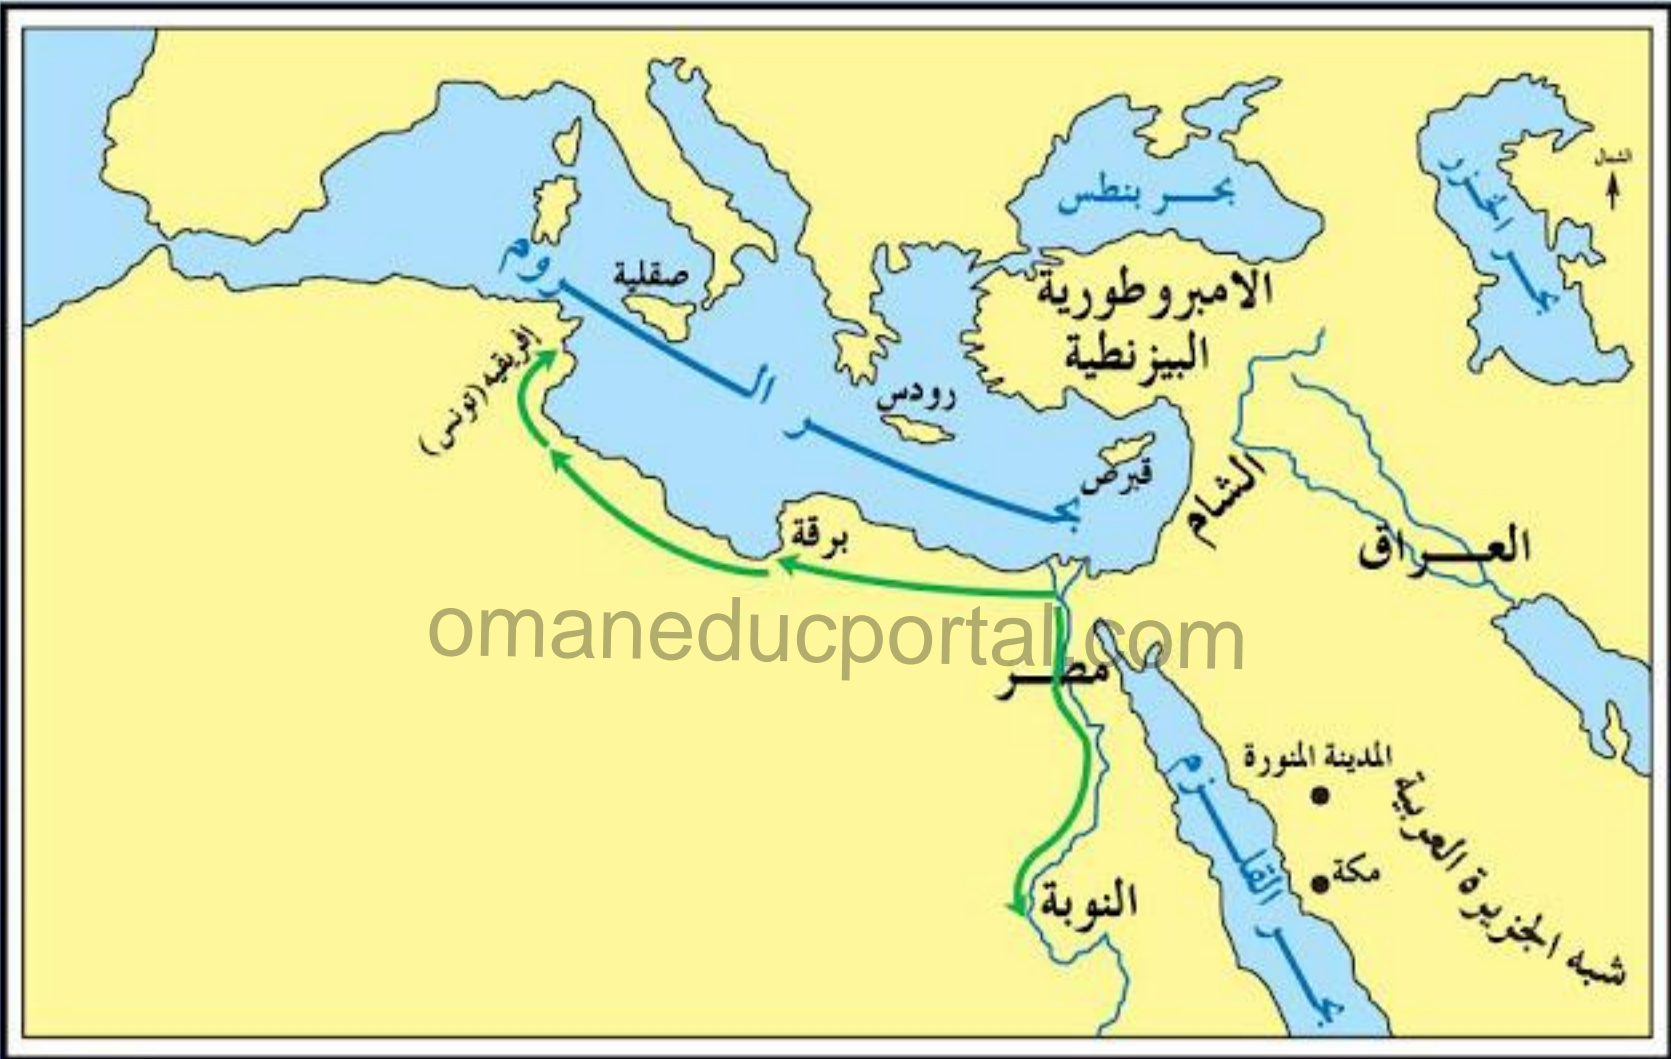 الشمال
بحر الخزر
بحر بنطس
الامبروطورية
البيزنطية
صقلية
رودس
قبرص
بحر الروم
إفريقيه (تونس)
برقة
الشام
العراق
omaneducportal.com
مصر
المدينة المنورة
مكة
شبه الجزيرة العربية
بحر القلزم
النوبة